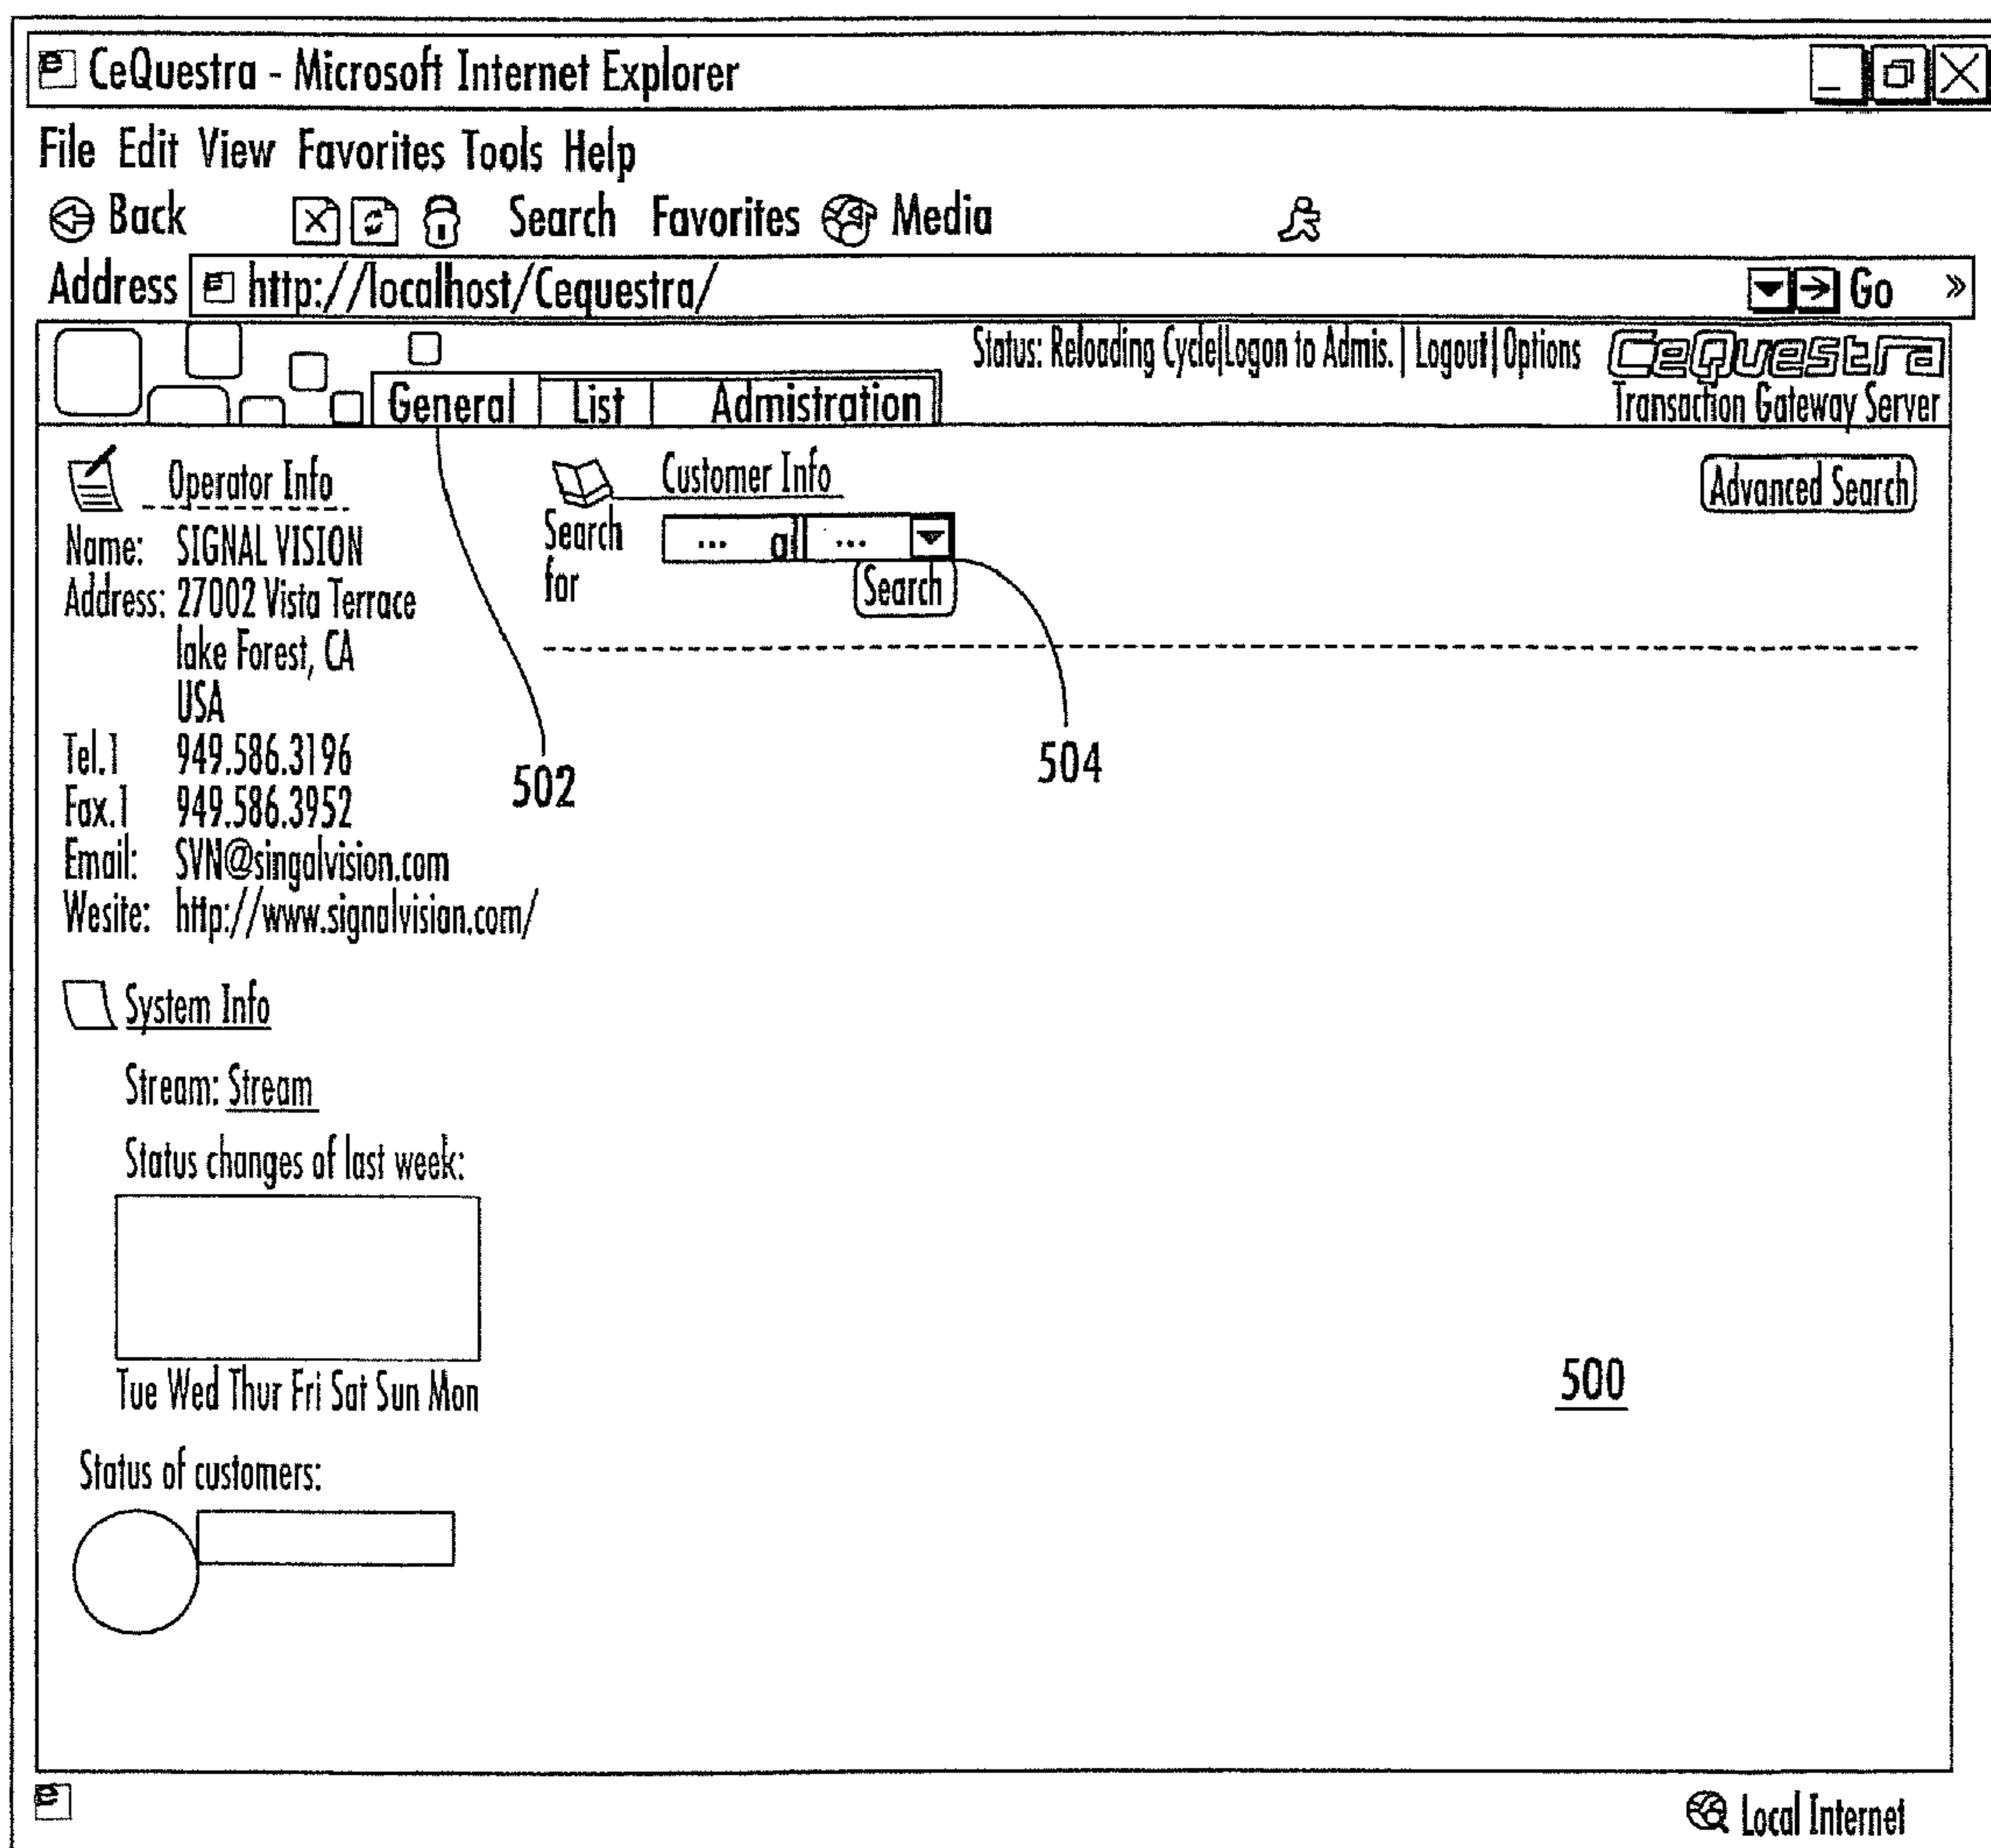 CeQuestra - Microsoft Internet Explorer
File Edit View Favorites Tools Help
Back Search Favorites Media
Address http://localhost/Cequestra/ Go »
Status: Reloading Cycle|Logon to Admis. | Logout | Options CeQuestra
General List Admistration Transaction Gateway Server
Operator Info
Name: SIGNAL VISION
Address: 27002 Vista Terrace
lake Forest, CA
USA
Tel.1 949.586.3196
Fax.1 949.586.3952
Email: SVN@singalvision.com
Wesite: http://www.signalvision.com/
Customer Info
Advanced Search
Search for ... al ...
Search
502
504
System Info
Stream: Stream
Status changes of last week:
Tue Wed Thur Fri Sat Sun Mon
500
Status of customers:
Local Internet